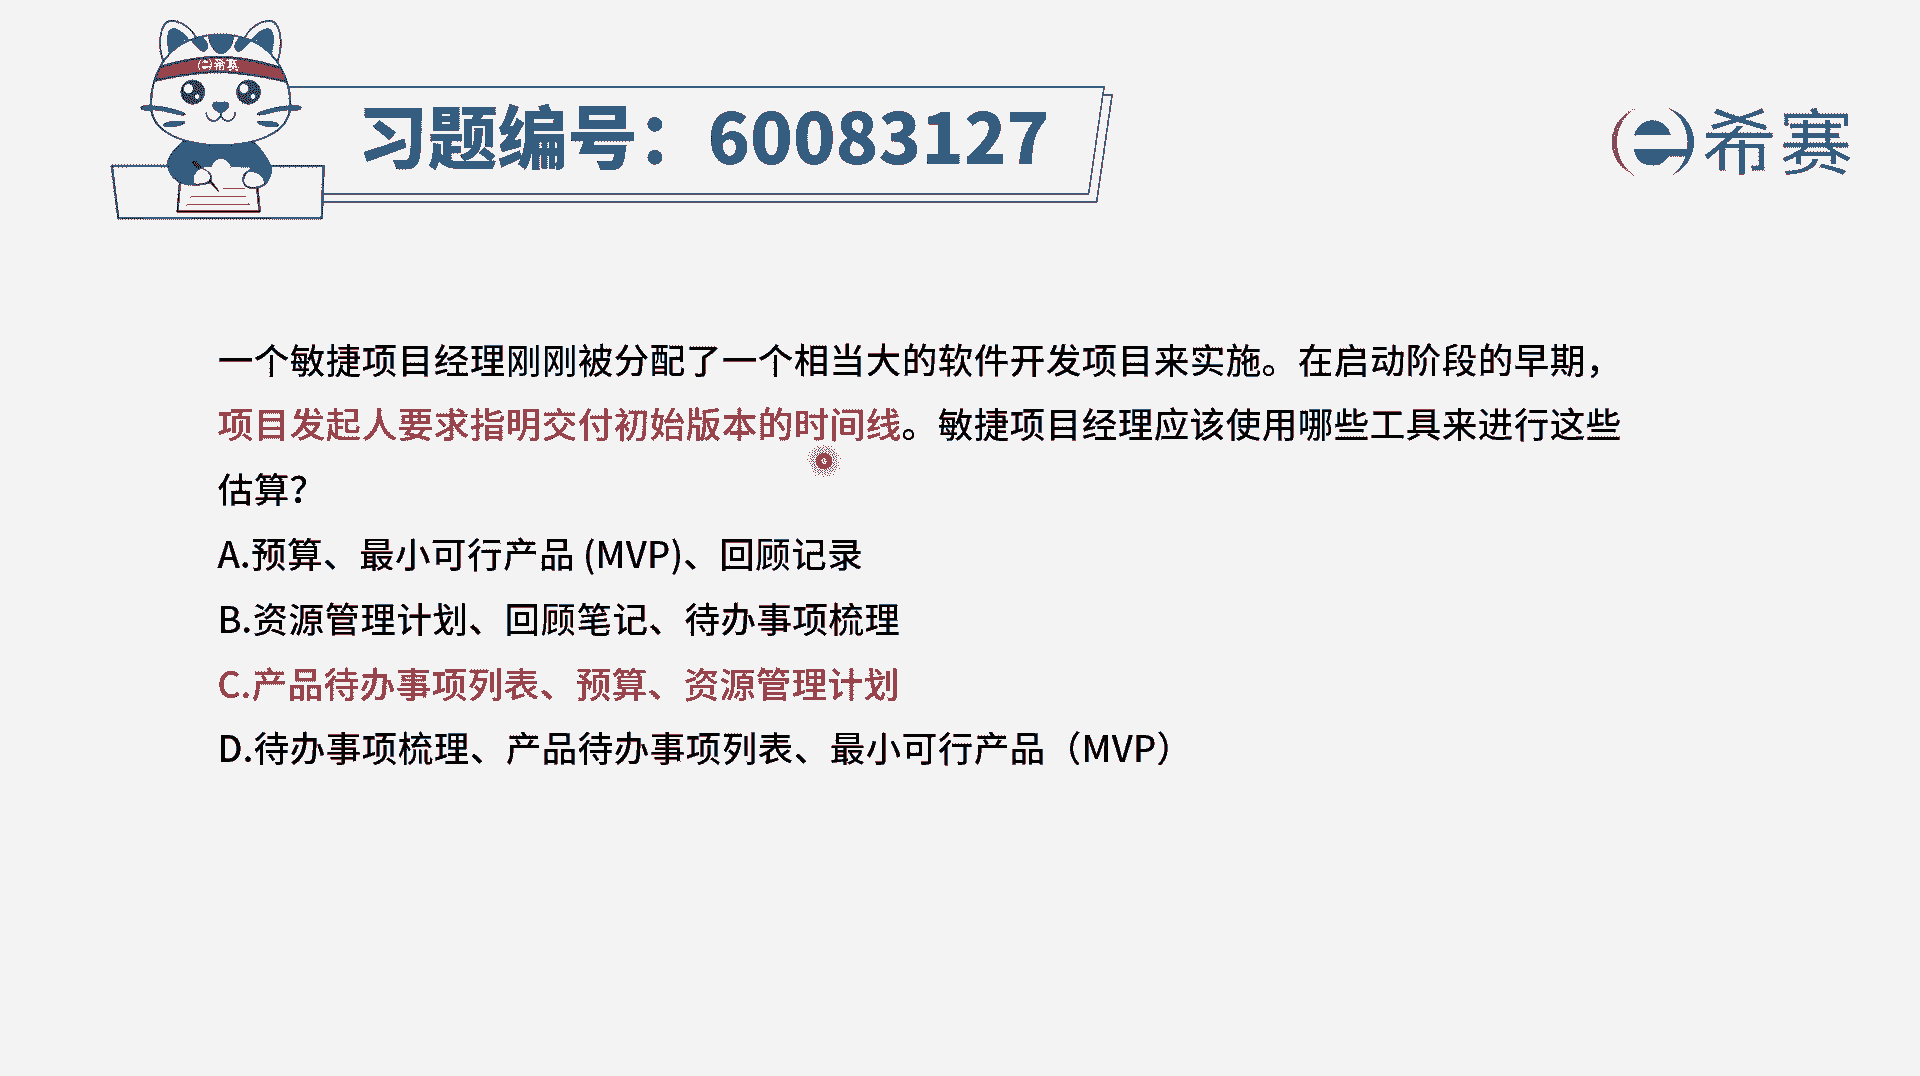 希赛
习题编号：60083127
希赛
一个敏捷项目经理刚刚被分配了一个相当大的软件开发项目来实施。在启动阶段的早期，
项目发起人要求指明交付初始版本的时间线。敏捷项目经理应该使用哪些工具来进行这些
估算？
A.预算、最小可行产品 (MVP)、回顾记录
B.资源管理计划、回顾笔记、待办事项梳理
C.产品待办事项列表、预算、资源管理计划
D.待办事项梳理、产品待办事项列表、最小可行产品（MVP）